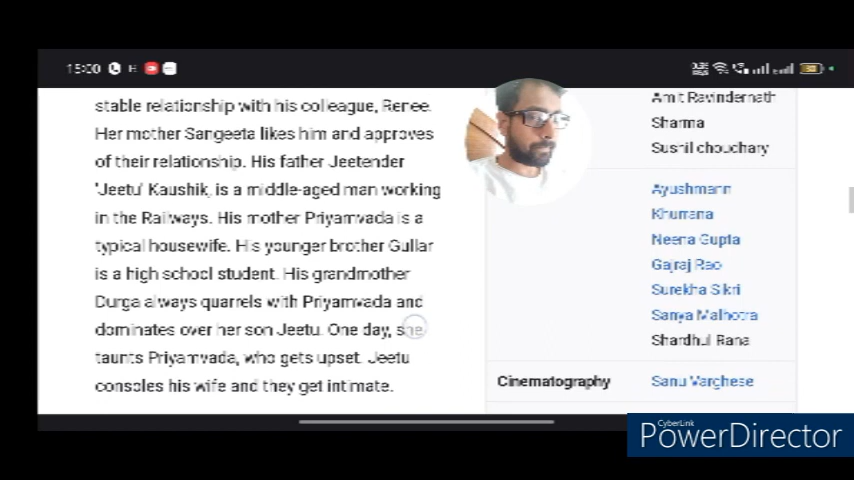 15:00
stable relationship with his colleague, Renee.
Her mother Sangeeta likes him and approves
of their relationship. His father Jeetender
'Jeetu' Kaushik, is a middle-aged man working
in the Railways. His mother Priyamvada is a
typical housewife. His younger brother Gullar
is a high school student. His grandmother
Durga always quarrels with Priyamvada and
dominates over her son Jeetu. One day, she
taunts Priyamvada, who gets upset. Jeetu
consoles his wife and they get intimate.
Amit Ravindernath
Sharma
Sushil choudhary
Ayushmann
Khurrana
Neena Gupta
Gajraj Rao
Surekha Sikri
Sanya Malhotra
Shardhul Rana
Cinematography
Sanu Varghese
CyberLink
PowerDirector